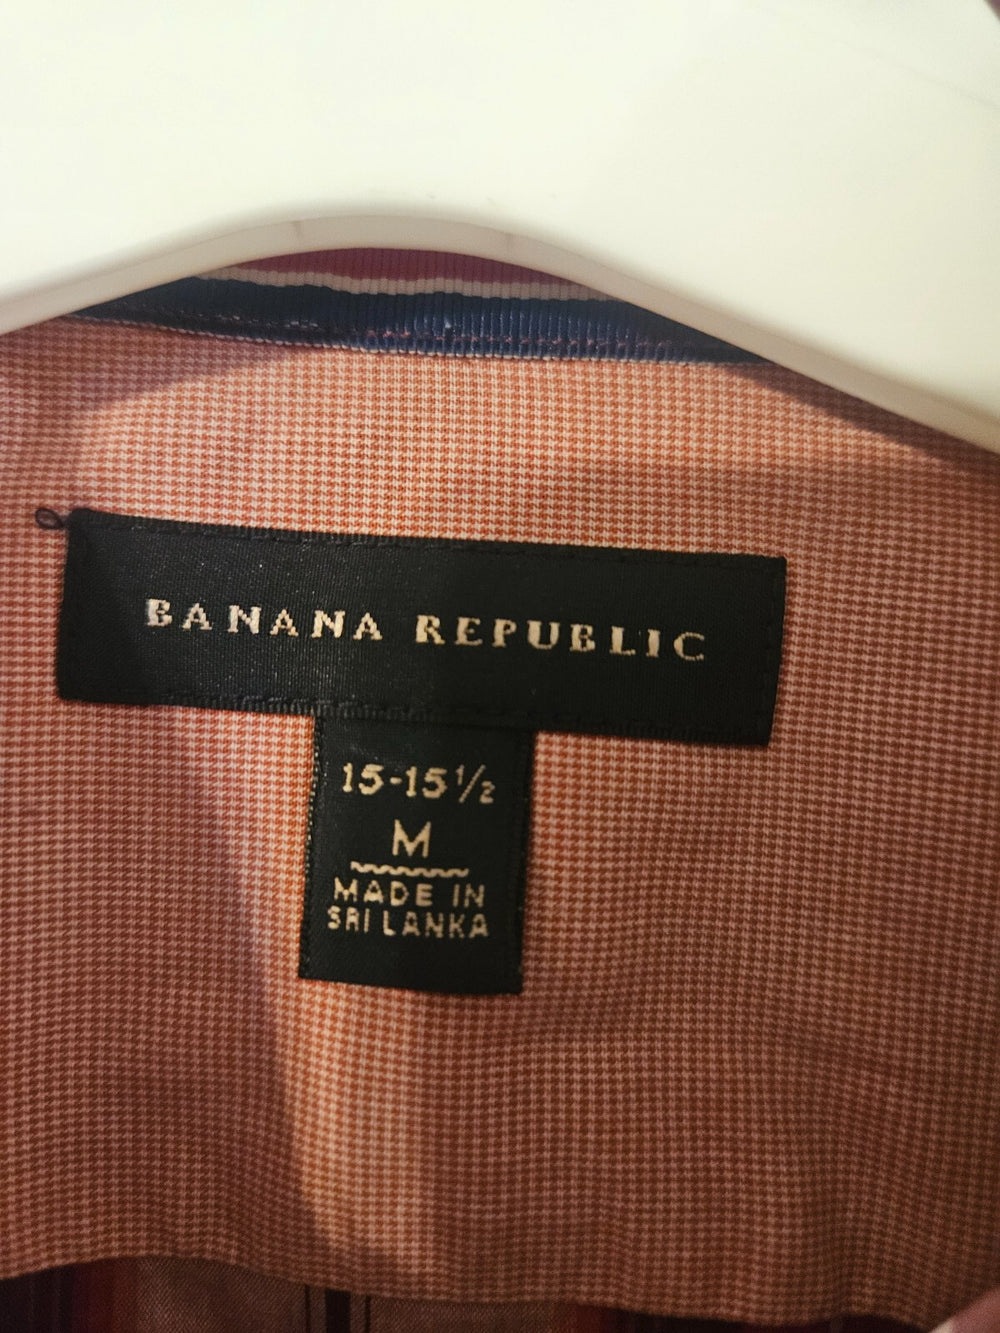 BANANA REPUBLIC
15-15½
M
MADE IN
SRI LANKA